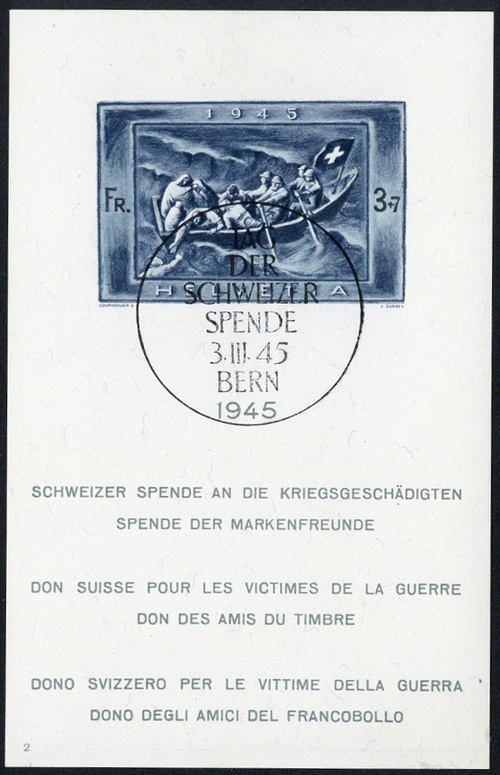 1945
FR. 3+7
HELVETIA
TAG
DER
SCHWEIZER
SPENDE
3.III.45
BERN
1945
SCHWEIZER SPENDE AN DIE KRIEGSGESCHÄDIGTEN
SPENDE DER MARKENFREUNDE
DON SUISSE POUR LES VICTIMES DE LA GUERRE
DON DES AMIS DU TIMBRE
DONO SVIZZERO PER LE VITTIME DELLA GUERRA
DONO DEGLI AMICI DEL FRANCOBOLLO
2